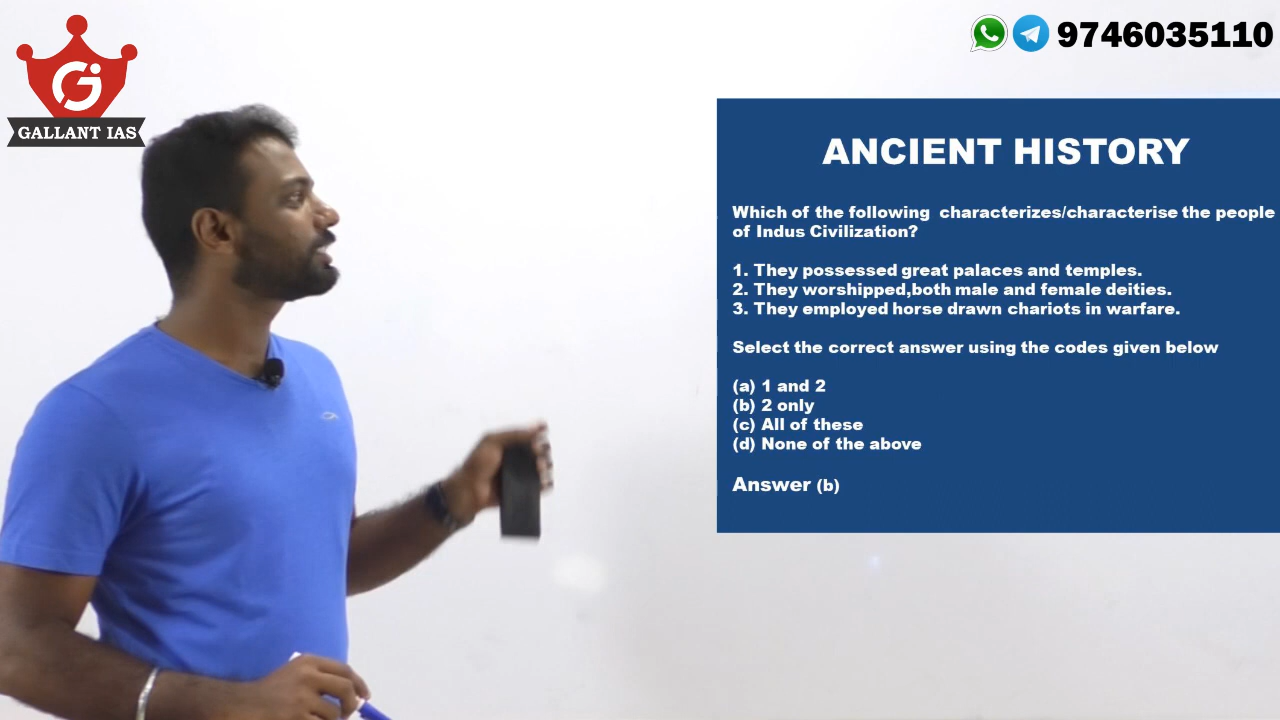 GALLANT IAS
9746035110
ANCIENT HISTORY
Which of the following characterizes/characterise the people
of Indus Civilization?
1. They possessed great palaces and temples.
2. They worshipped,both male and female deities.
3. They employed horse drawn chariots in warfare.
Select the correct answer using the codes given below
(a) 1 and 2
(b) 2 only
(c) All of these
(d) None of the above
Answer (b)